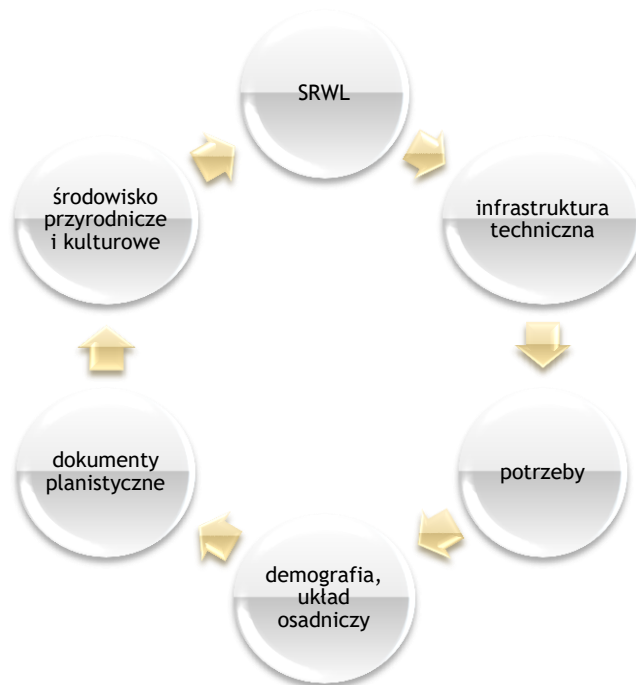 SRWL
infrastruktura
techniczna
potrzeby
demografia,
układ
osadniczy
dokumenty
planistyczne
środowisko
przyrodnicze
i kulturowe